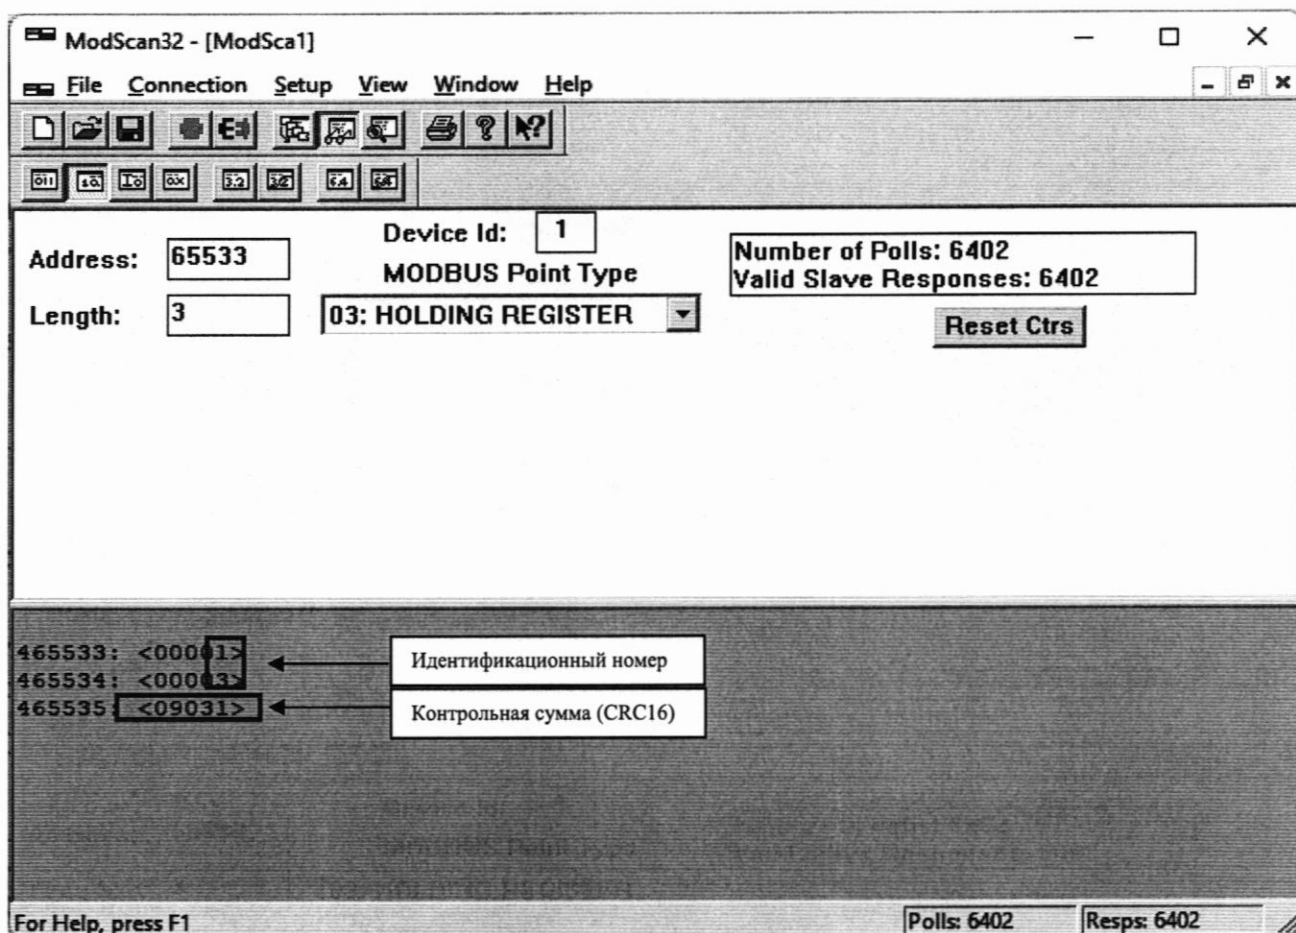 ModScan32 - [ModSca1]
File Connection Setup View Window Help
Address: 65533
Device Id: 1
MODBUS Point Type
Length: 3
03: HOLDING REGISTER
Number of Polls: 6402
Valid Slave Responses: 6402
Reset Ctrs
465533: <00001>
465534: <00003>
465535: <09031>
Идентификационный номер
Контрольная сумма (CRC16)
For Help, press F1
Polls: 6402
Resps: 6402